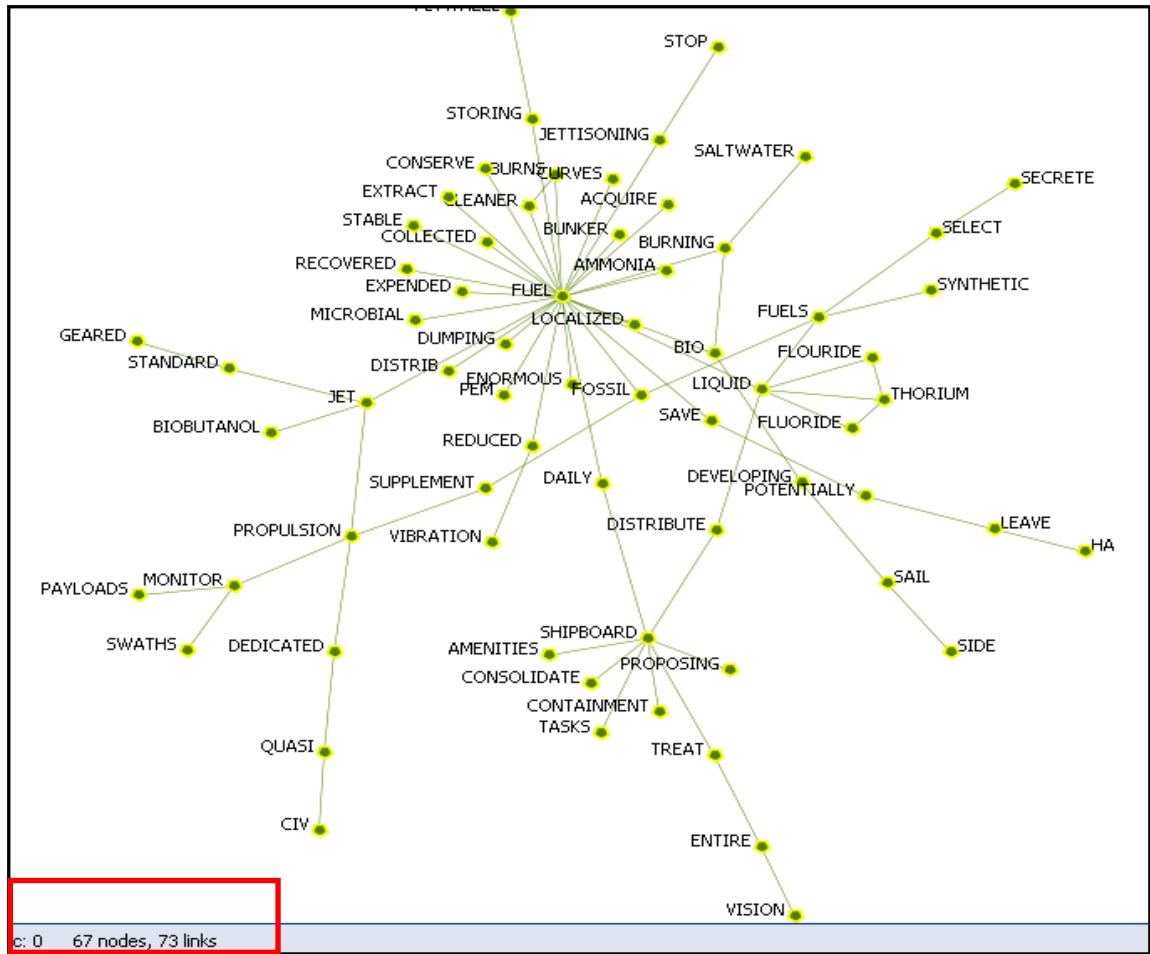 STOP
STORING
JETTISONING
SALTWATER
CONSERVE
BURNS
CURVES
SECRETE
EXTRACT
CLEANER
ACQUIRE
STABLE
BUNKER
SELECT
COLLECTED
BURNING
RECOVERED
AMMONIA
EXPENDED
FUEL
SYNTHETIC
MICROBIAL
LOCALIZED
FUELS
GEARED
DUMPING
BIO
FLOURIDE
STANDARD
DISTRIB
ENORMOUS
PEM
FOSSIL
LIQUID
THORIUM
JET
SAVE
FLUORIDE
BIOBUTANOL
REDUCED
SUPPLEMENT
DAILY
DEVELOPING
POTENTIALLY
PROPULSION
VIBRATION
DISTRIBUTE
LEAVE
HA
PAYLOADS
MONITOR
SAIL
SWATHS
DEDICATED
SHIPBOARD
AMENITIES
PROPOSING
SIDE
CONSOLIDATE
CONTAINMENT
TASKS
QUASI
TREAT
CIV
ENTIRE
VISION
c: 0 67 nodes, 73 links